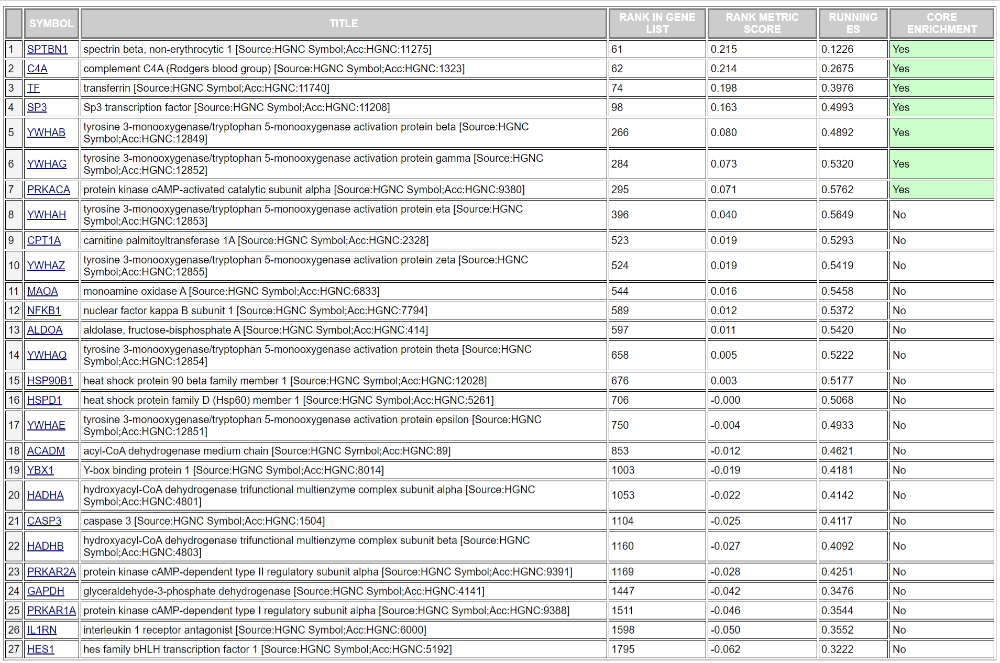 SYMBOL TITLE RANK IN GENE LIST RANK METRIC SCORE RUNNING ES CORE ENRICHMENT
1 SPTBN1 spectrin beta, non-erythrocytic 1 [Source:HGNC Symbol;Acc:HGNC:11275] 61 0.215 0.1226 Yes
2 C4A complement C4A (Rodgers blood group) [Source:HGNC Symbol;Acc:HGNC:1323] 62 0.214 0.2675 Yes
3 TF transferrin [Source:HGNC Symbol;Acc:HGNC:11740] 74 0.198 0.3976 Yes
4 SP3 Sp3 transcription factor [Source:HGNC Symbol;Acc:HGNC:11208] 98 0.163 0.4993 Yes
5 YWHAB tyrosine 3-monooxygenase/tryptophan 5-monooxygenase activation protein beta [Source:HGNC Symbol;Acc:HGNC:12849] 266 0.080 0.4892 Yes
6 YWHAG tyrosine 3-monooxygenase/tryptophan 5-monooxygenase activation protein gamma [Source:HGNC Symbol;Acc:HGNC:12852] 284 0.073 0.5320 Yes
7 PRKACA protein kinase cAMP-activated catalytic subunit alpha [Source:HGNC Symbol;Acc:HGNC:9380] 295 0.071 0.5762 Yes
8 YWHAH tyrosine 3-monooxygenase/tryptophan 5-monooxygenase activation protein eta [Source:HGNC Symbol;Acc:HGNC:12853] 396 0.040 0.5649 No
9 CPT1A carnitine palmitoyltransferase 1A [Source:HGNC Symbol;Acc:HGNC:2328] 523 0.019 0.5293 No
10 YWHAZ tyrosine 3-monooxygenase/tryptophan 5-monooxygenase activation protein zeta [Source:HGNC Symbol;Acc:HGNC:12855] 524 0.019 0.5419 No
11 MAOA monoamine oxidase A [Source:HGNC Symbol;Acc:HGNC:6833] 544 0.016 0.5458 No
12 NFKB1 nuclear factor kappa B subunit 1 [Source:HGNC Symbol;Acc:HGNC:7794] 589 0.012 0.5372 No
13 ALDOA aldolase, fructose-bisphosphate A [Source:HGNC Symbol;Acc:HGNC:414] 597 0.011 0.5420 No
14 YWHAQ tyrosine 3-monooxygenase/tryptophan 5-monooxygenase activation protein theta [Source:HGNC Symbol;Acc:HGNC:12854] 658 0.005 0.5222 No
15 HSP90B1 heat shock protein 90 beta family member 1 [Source:HGNC Symbol;Acc:HGNC:12028] 676 0.003 0.5177 No
16 HSPD1 heat shock protein family D (Hsp60) member 1 [Source:HGNC Symbol;Acc:HGNC:5261] 706 -0.000 0.5068 No
17 YWHAE tyrosine 3-monooxygenase/tryptophan 5-monooxygenase activation protein epsilon [Source:HGNC Symbol;Acc:HGNC:12851] 750 -0.004 0.4933 No
18 ACADM acyl-CoA dehydrogenase medium chain [Source:HGNC Symbol;Acc:HGNC:89] 853 -0.012 0.4621 No
19 YBX1 Y-box binding protein 1 [Source:HGNC Symbol;Acc:HGNC:8014] 1003 -0.019 0.4181 No
20 HADHA hydroxyacyl-CoA dehydrogenase trifunctional multienzyme complex subunit alpha [Source:HGNC Symbol;Acc:HGNC:4801] 1053 -0.022 0.4142 No
21 CASP3 caspase 3 [Source:HGNC Symbol;Acc:HGNC:1504] 1104 -0.025 0.4117 No
22 HADHB hydroxyacyl-CoA dehydrogenase trifunctional multienzyme complex subunit beta [Source:HGNC Symbol;Acc:HGNC:4803] 1160 -0.027 0.4092 No
23 PRKAR2A protein kinase cAMP-dependent type II regulatory subunit alpha [Source:HGNC Symbol;Acc:HGNC:9391] 1169 -0.028 0.4251 No
24 GAPDH glyceraldehyde-3-phosphate dehydrogenase [Source:HGNC Symbol;Acc:HGNC:4141] 1447 -0.042 0.3476 No
25 PRKAR1A protein kinase cAMP-dependent type I regulatory subunit alpha [Source:HGNC Symbol;Acc:HGNC:9388] 1511 -0.046 0.3544 No
26 IL1RN interleukin 1 receptor antagonist [Source:HGNC Symbol;Acc:HGNC:6000] 1598 -0.050 0.3552 No
27 HES1 hes family bHLH transcription factor 1 [Source:HGNC Symbol;Acc:HGNC:5192] 1795 -0.062 0.3222 No